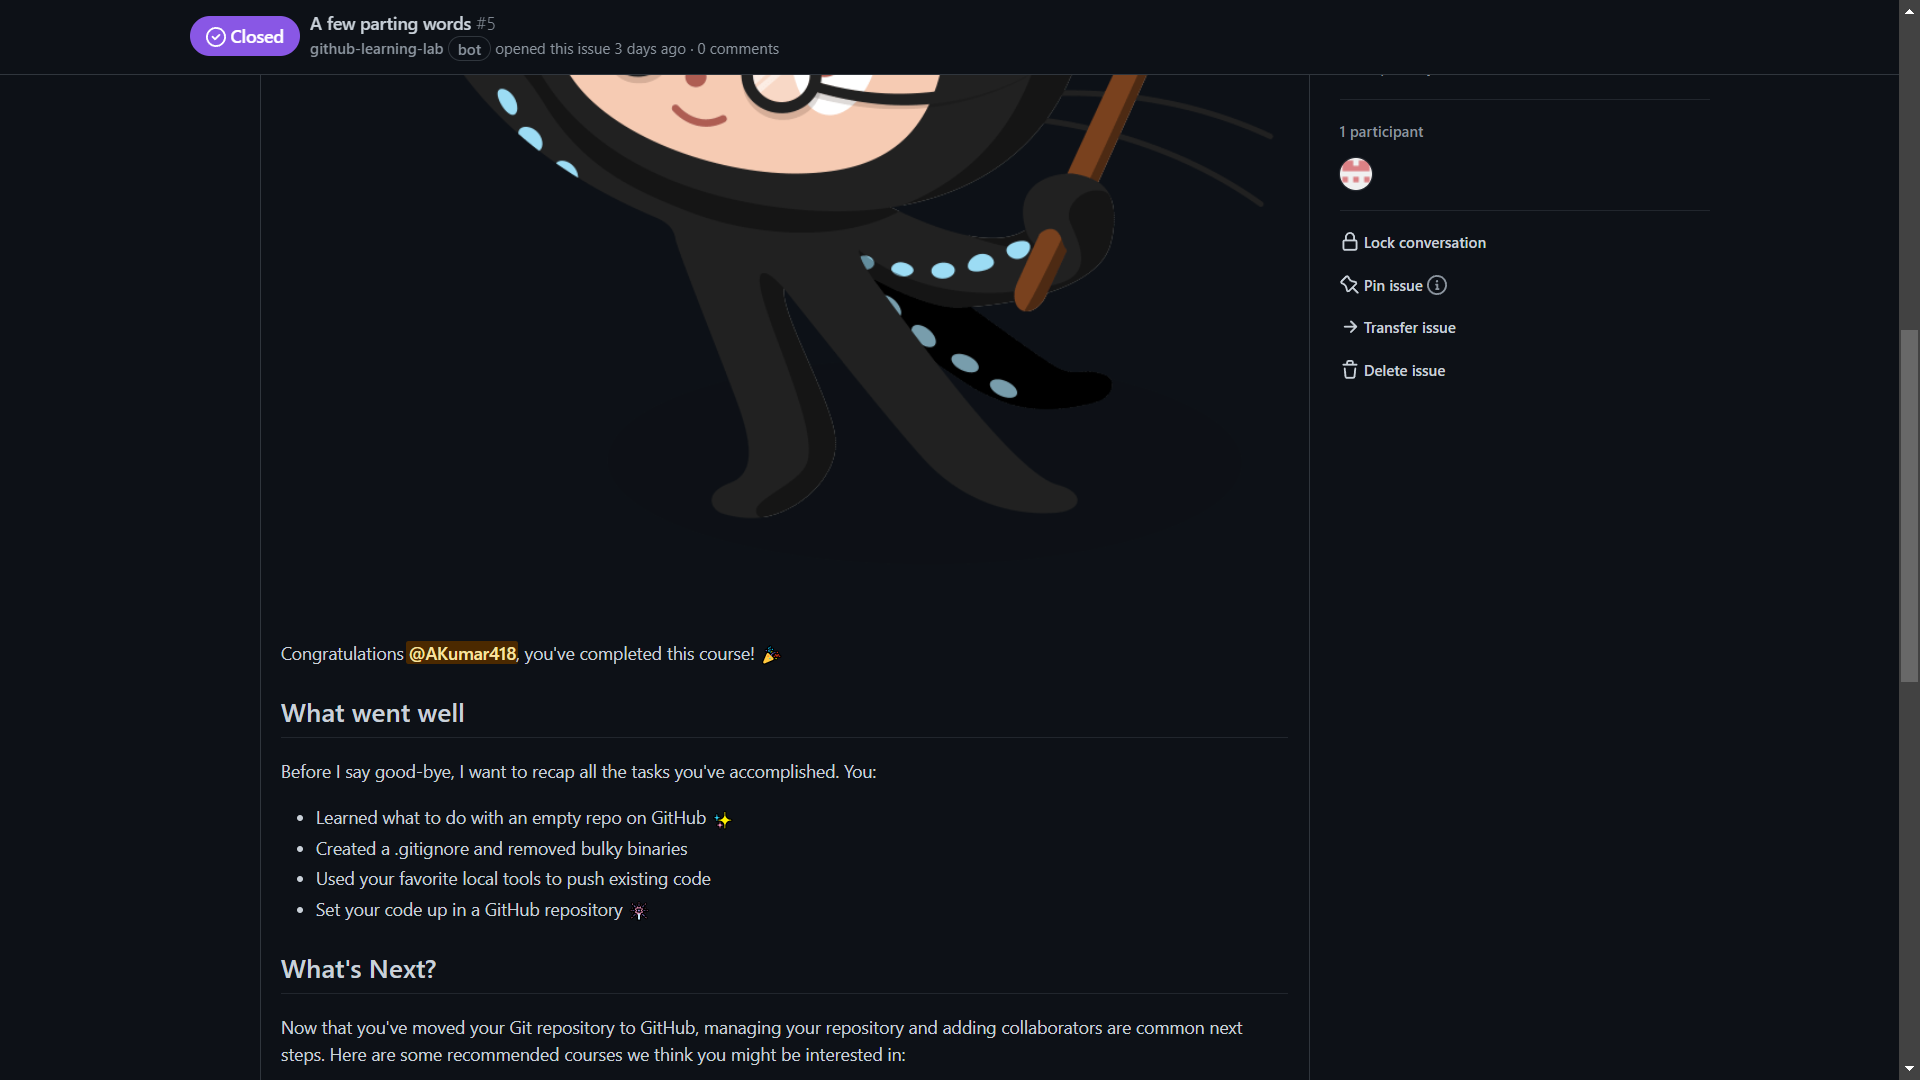 Closed
A few parting words #5
github-learning-lab bot opened this issue 3 days ago · 0 comments
1 participant
Lock conversation
Pin issue
Transfer issue
Delete issue
Congratulations @AKumar418, you've completed this course! 🎉
What went well
Before I say good-bye, I want to recap all the tasks you've accomplished. You:
• Learned what to do with an empty repo on GitHub ✨
• Created a .gitignore and removed bulky binaries
• Used your favorite local tools to push existing code
• Set your code up in a GitHub repository 🎆
What's Next?
Now that you've moved your Git repository to GitHub, managing your repository and adding collaborators are common next
steps. Here are some recommended courses we think you might be interested in: